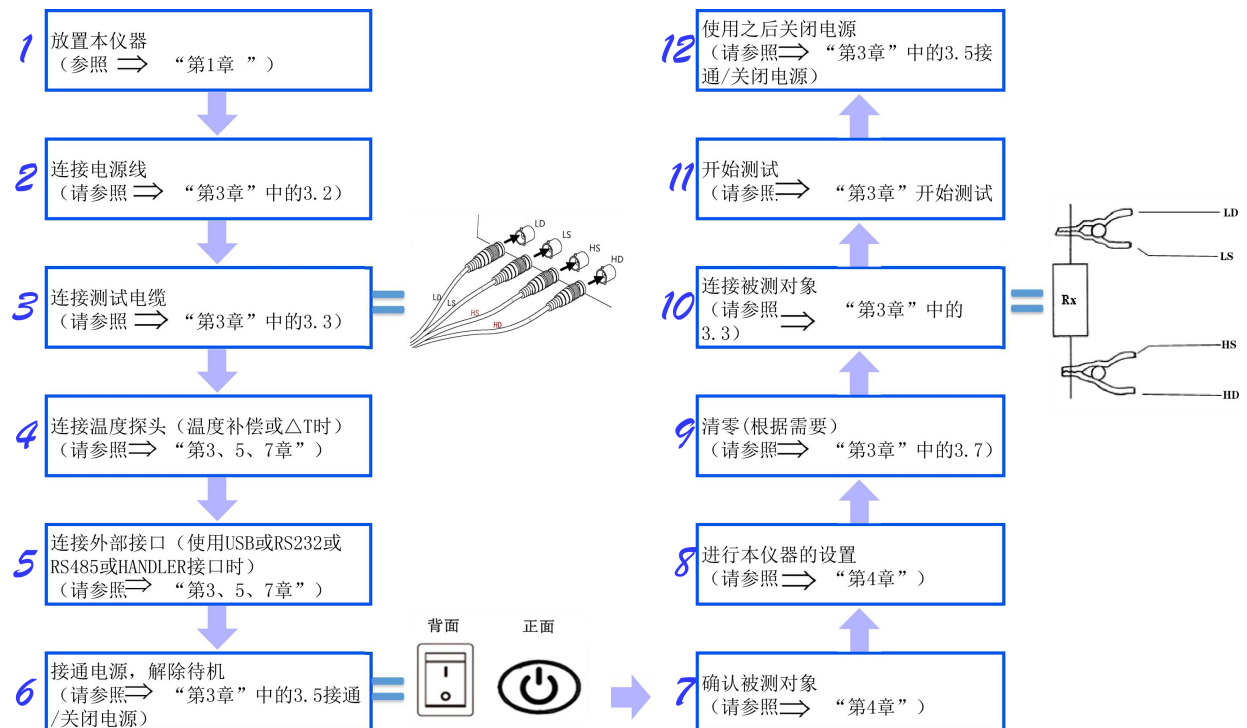 1
放置本仪器
（参照 ⇒ “第1章 ”）
2
连接电源线
（请参照 ⇒ “第3章”中的3.2）
3
连接测试电缆
（请参照 ⇒ “第3章”中的3.3）
LD
LS
HS
HD
LD
LS
HS
HD
4
连接温度探头（温度补偿或△T时）
（请参照⇒ “第3、5、7章”）
5
连接外部接口（使用USB或RS232或
RS485或HANDLER接口时）
（请参照⇒ “第3、5、7章”）
6
接通电源，解除待机
（请参照⇒ “第3章”中的3.5接通
/关闭电源）
背面
正面
7
确认被测对象
（请参照⇒ “第4章”）
8
进行本仪器的设置
（请参照⇒ “第4章”）
9
清零(根据需要）
（请参照⇒ “第3章”中的3.7）
10
连接被测对象
（请参照⇒ “第3章”中的
3.3）
LD
LS
Rx
HS
HD
11
开始测试
（请参照⇒ “第3章”开始测试
12
使用之后关闭电源
（请参照⇒ “第3章”中的3.5接
通/关闭电源）